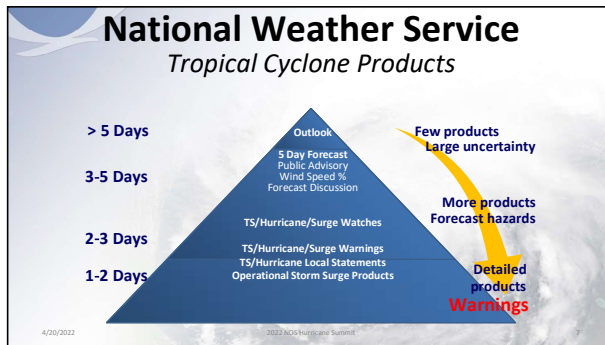 National Weather Service
Tropical Cyclone Products
> 5 Days
Outlook
Few products
Large uncertainty
3-5 Days
5 Day Forecast
Public Advisory
Wind Speed %
Forecast Discussion
More products
Forecast hazards
2-3 Days
TS/Hurricane/Surge Watches
TS/Hurricane/Surge Warnings
1-2 Days
TS/Hurricane Local Statements
Operational Storm Surge Products
Detailed
products
Warnings
4/20/2022
2022 NGS Hurricane Summit
7